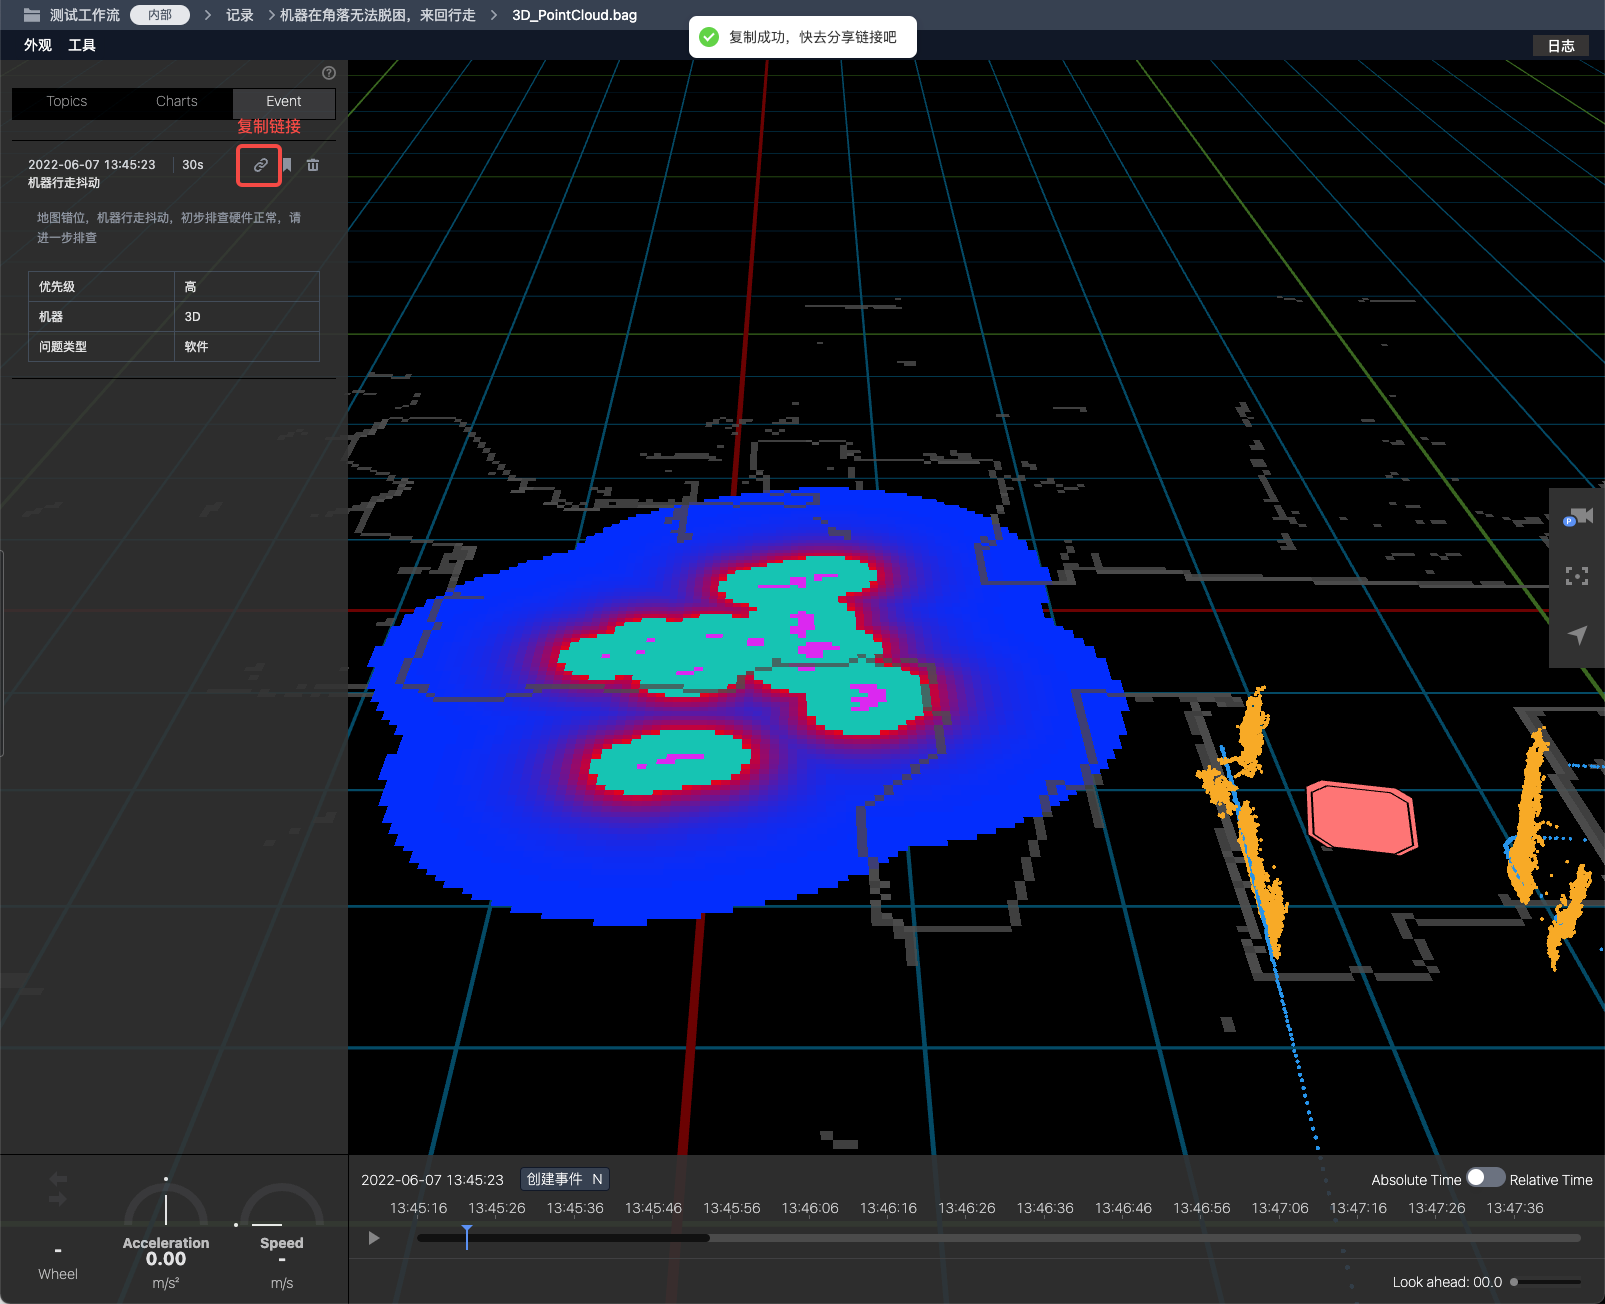 测试工作流 内部 > 记录 > 机器在角落无法脱困，来回行走 > 3D_PointCloud.bag
复制成功，快去分享链接吧
外观 工具
日志
Topics Charts Event
复制链接
2022-06-07 13:45:23 30s
机器行走抖动
地图错位，机器行走抖动，初步排查硬件正常，请
进一步排查
优先级 高
机器 3D
问题类型 软件
P
2022-06-07 13:45:23 创建事件 N
Absolute Time Relative Time
13:45:16 13:45:26 13:45:36 13:45:46 13:45:56 13:46:06 13:46:16 13:46:26 13:46:36 13:46:46 13:46:56 13:47:06 13:47:16 13:47:26 13:47:36
-
Wheel
Acceleration
0.00
m/s²
Speed
-
m/s
Look ahead: 00.0